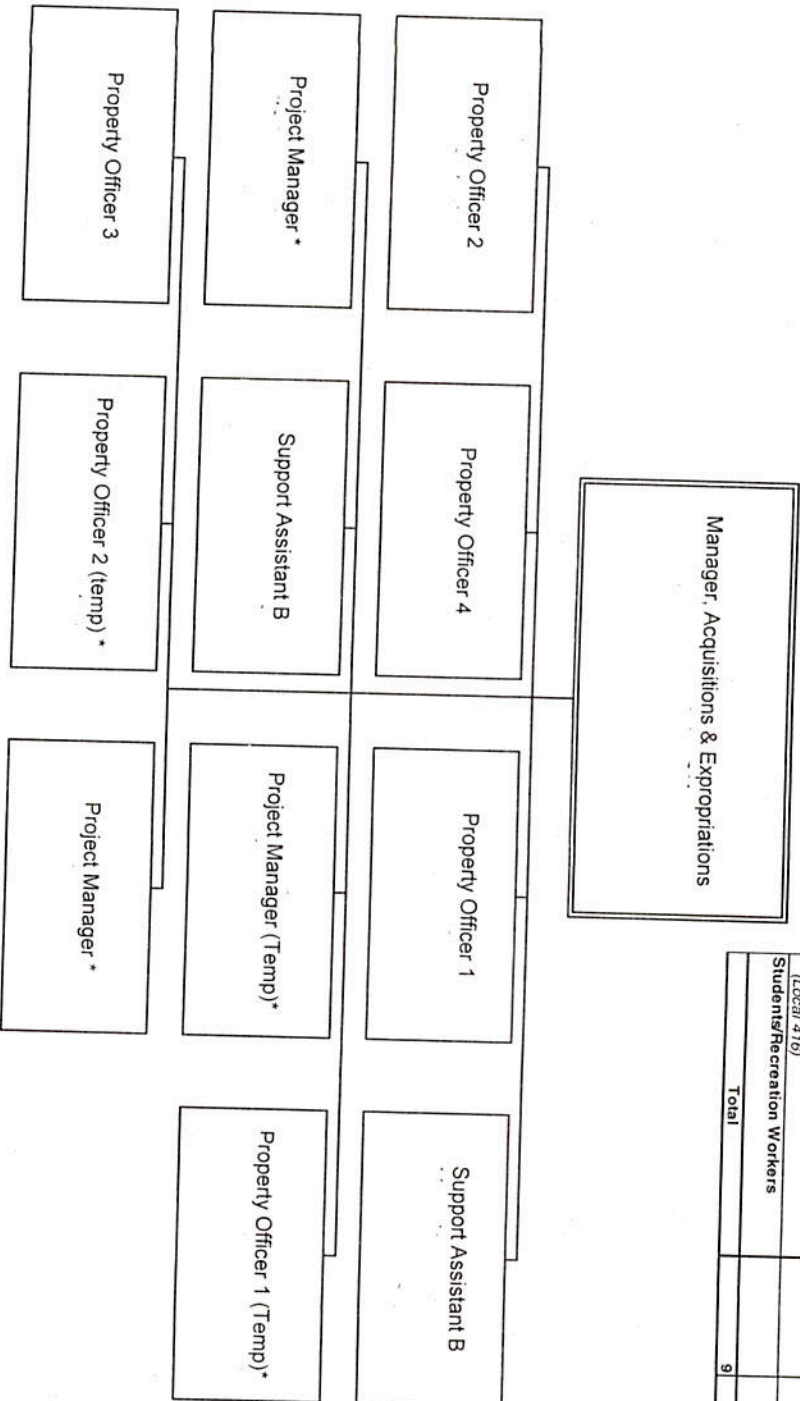 (Local 416)
Students/Recreation Workers
Total 9
Manager, Acquisitions & Expropriations
Property Officer 2
Property Officer 4
Property Officer 1
Support Assistant B
Project Manager *
Support Assistant B
Project Manager (Temp)*
Property Officer 1 (Temp)*
Property Officer 3
Property Officer 2 (temp) *
Project Manager *